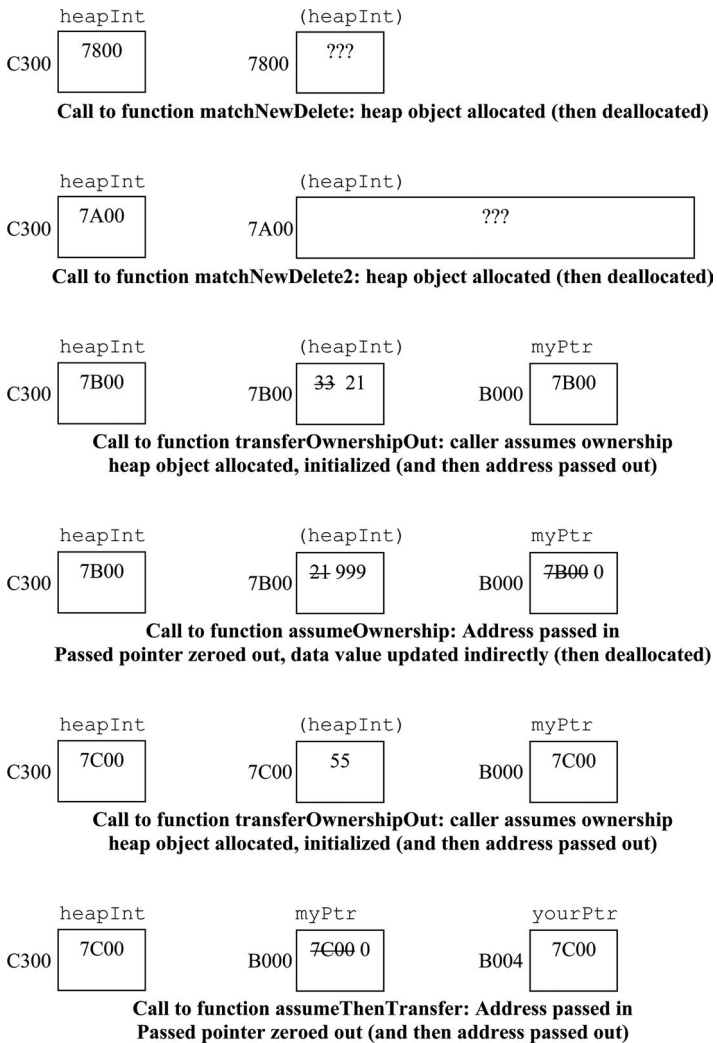 heapInt (heapInt)
C300 7800 7800 ???
Call to function matchNewDelete: heap object allocated (then deallocated)
heapInt (heapInt)
C300 7A00 7A00 ???
Call to function matchNewDelete2: heap object allocated (then deallocated)
heapInt (heapInt) myPtr
C300 7B00 7B00 33 21 B000 7B00
Call to function transferOwnershipOut: caller assumes ownership
heap object allocated, initialized (and then address passed out)
heapInt (heapInt) myPtr
C300 7B00 7B00 21 999 B000 7B00 0
Call to function assumeOwnership: Address passed in
Passed pointer zeroed out, data value updated indirectly (then deallocated)
heapInt (heapInt) myPtr
C300 7C00 7C00 55 B000 7C00
Call to function transferOwnershipOut: caller assumes ownership
heap object allocated, initialized (and then address passed out)
heapInt myPtr yourPtr
C300 7C00 B000 7C00 0 B004 7C00
Call to function assumeThenTransfer: Address passed in
Passed pointer zeroed out (and then address passed out)